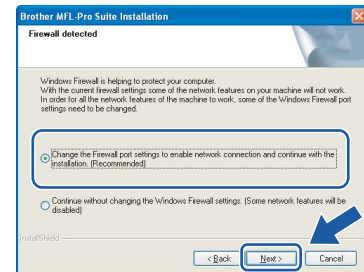 Brother MFL-Pro Suite Installation
Firewall detected
Windows Firewall is helping to protect your computer.
With the current firewall settings some of the network features on your machine will not work.
In order for all the network features of the machine to work, some of the Windows Firewall port
settings need to be changed.
Change the Firewall port settings to enable network connection and continue with the
installation. (Recommended)
Continue without changing the Windows Firewall settings. (Some network features will be
disabled)
InstallShield
< Back
Next >
Cancel